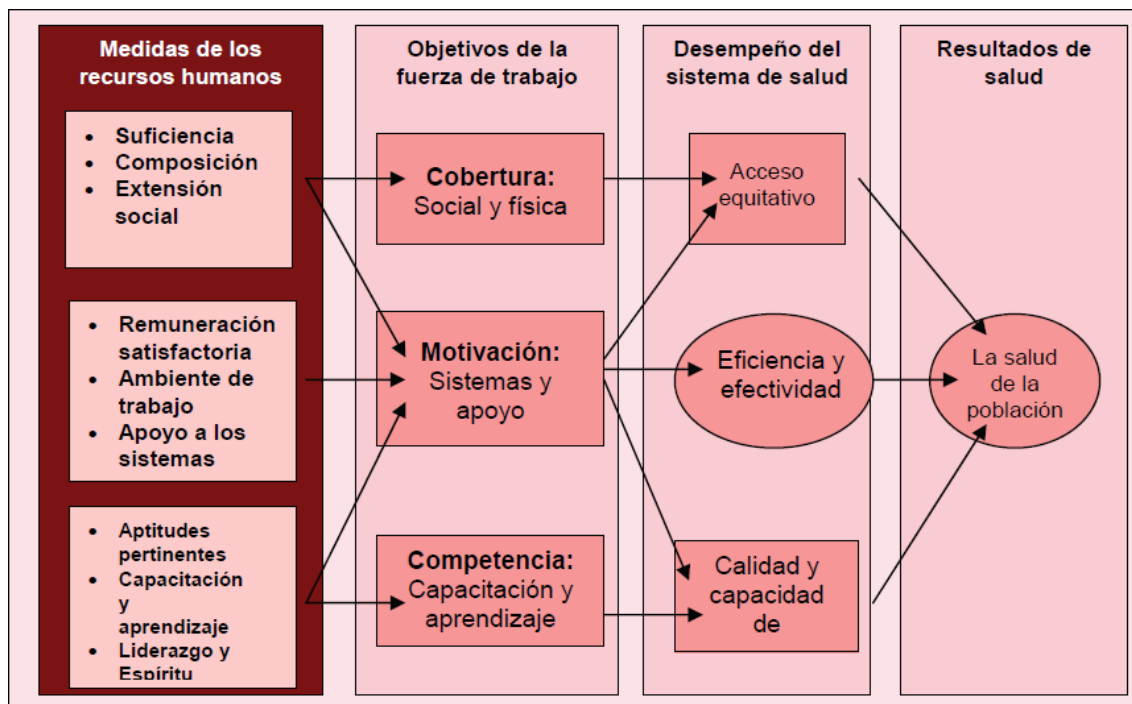 Medidas de los
recursos humanos
• Suficiencia
• Composición
• Extensión
social
• Remuneración
satisfactoria
• Ambiente de
trabajo
• Apoyo a los
sistemas
• Aptitudes
pertinentes
• Capacitación
y
aprendizaje
• Liderazgo y
Espíritu
Objetivos de la
fuerza de trabajo
Cobertura:
Social y física
Motivación:
Sistemas y
apoyo
Competencia:
Capacitación y
aprendizaje
Desempeño del
sistema de salud
Acceso
equitativo
Eficiencia y
efectividad
Calidad y
capacidad
de
Resultados de
salud
La salud
de la
población